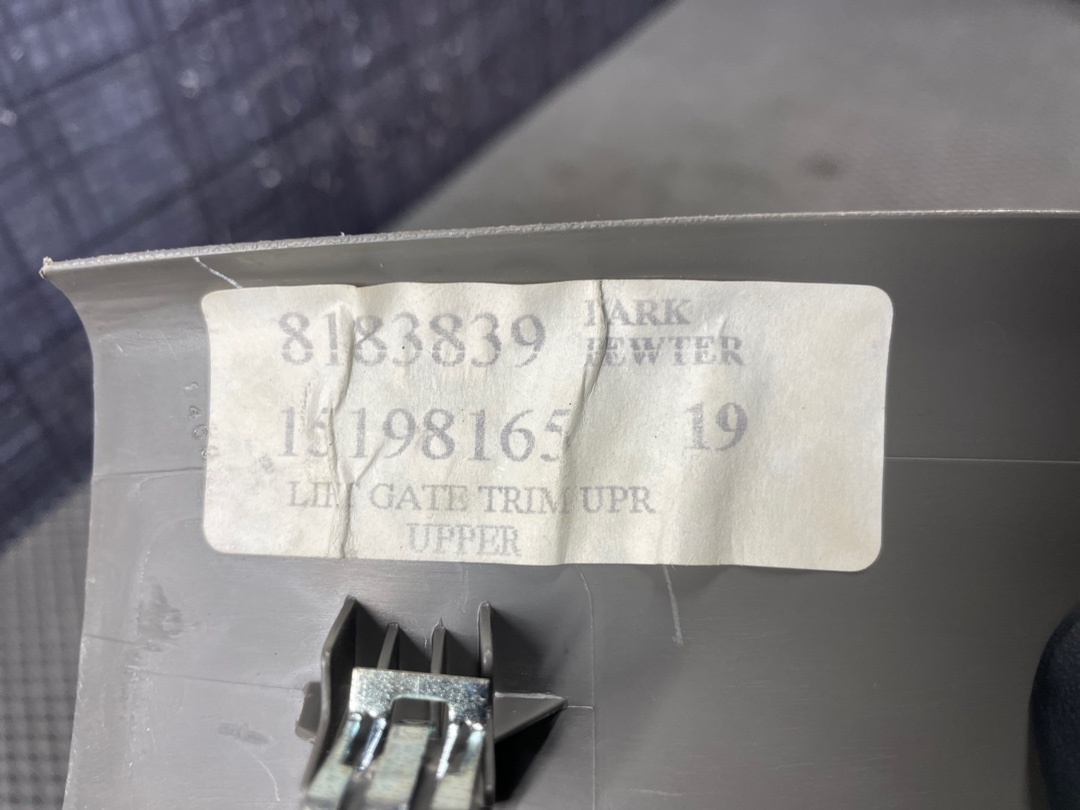 8183839 DARK
PEWTER
15198165 19
LIFT GATE TRIM UPR
UPPER